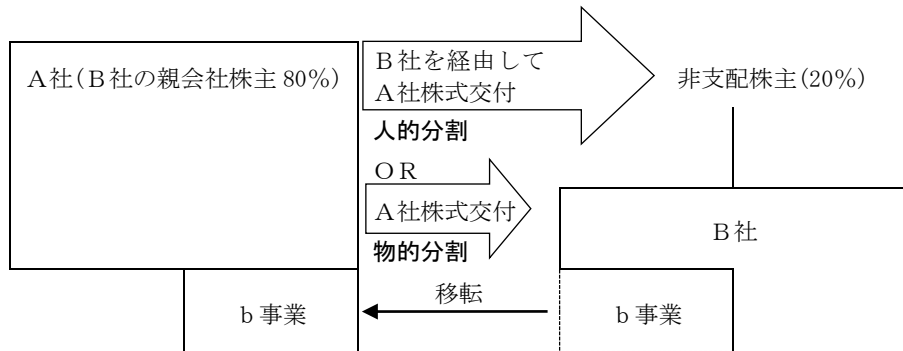 A社(B社の親会社株主 80%)
B社を経由して
A社株式交付
人的分割
OR
A社株式交付
物的分割
非支配株主(20%)
B社
移転
b 事業
b 事業